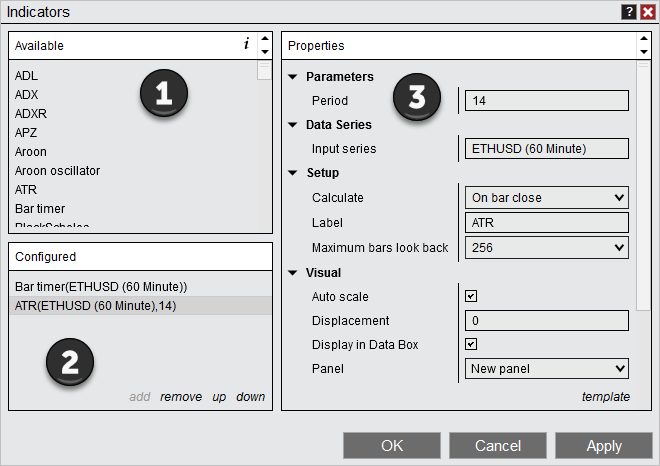 Indicators
?
Available
i
1
ADL
ADX
ADXR
APZ
Aroon
Aroon oscillator
ATR
Bar timer
BlackScholes
Configured
Bar timer(ETHUSD (60 Minute))
ATR(ETHUSD (60 Minute),14)
2
add remove up down
Properties
3
Parameters
Period 14
Data Series
Input series ETHUSD (60 Minute)
Setup
Calculate On bar close
Label ATR
Maximum bars look back 256
Visual
Auto scale
Displacement 0
Display in Data Box
Panel New panel
template
OK Cancel Apply